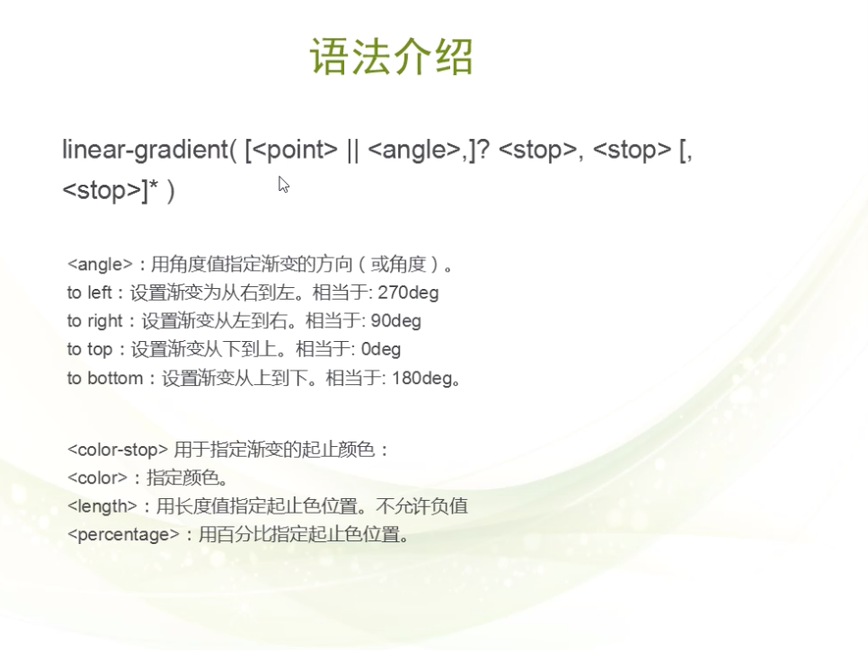 语法介绍
linear-gradient( [<point> || <angle>,]? <stop>, <stop> [,
<stop>]* )
<angle>：用角度值指定渐变的方向（或角度）。
to left：设置渐变为从右到左。相当于: 270deg
to right：设置渐变从左到右。相当于: 90deg
to top：设置渐变从下到上。相当于: 0deg
to bottom：设置渐变从上到下。相当于: 180deg。
<color-stop> 用于指定渐变的起止颜色：
<color>：指定颜色。
<length>：用长度值指定起止色位置。不允许负值
<percentage>：用百分比指定起止色位置。